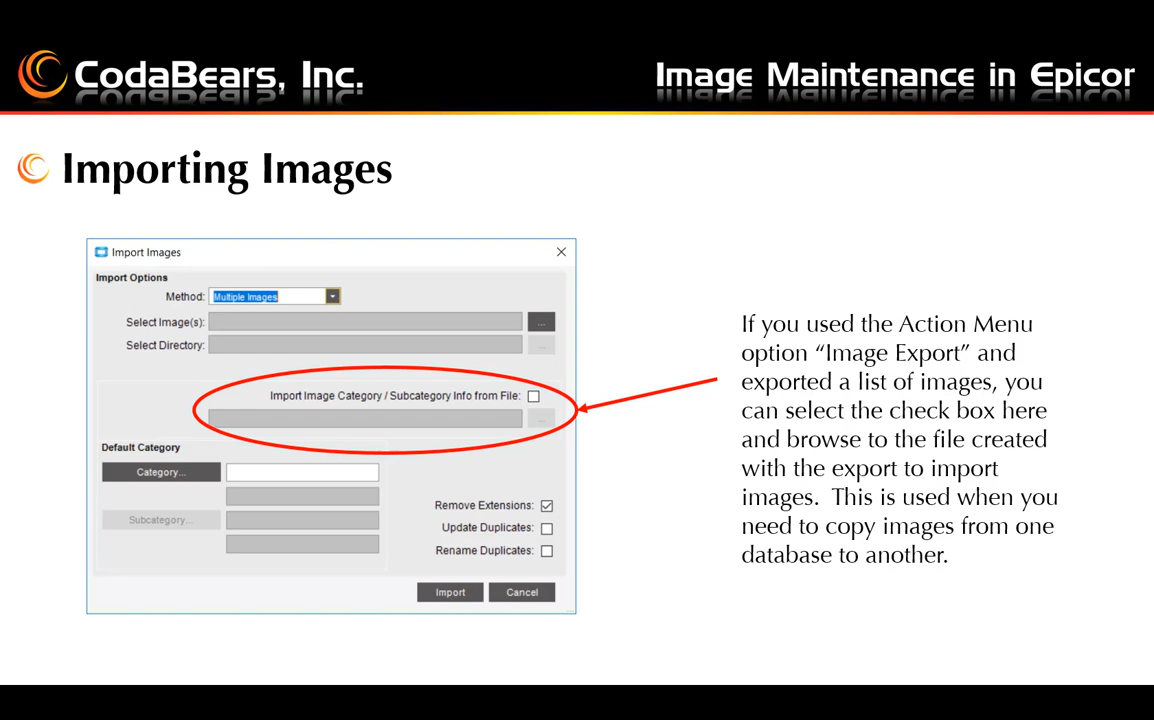 CodaBears, Inc.
Image Maintenance in Epicor
Importing Images
Import Images
Import Options
Method: Multiple Images
Select Image(s): ...
Select Directory: ...
Import Image Category / Subcategory Info from File:
...
Default Category
Category...
Subcategory...
Remove Extensions:
Update Duplicates:
Rename Duplicates:
Import Cancel
If you used the Action Menu
option “Image Export” and
exported a list of images, you
can select the check box here
and browse to the file created
with the export to import
images.  This is used when you
need to copy images from one
database to another.